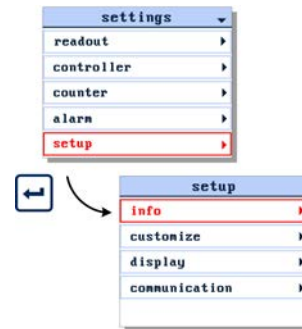 settings
readout
controller
counter
alarm
setup
setup
info
customize
display
communication